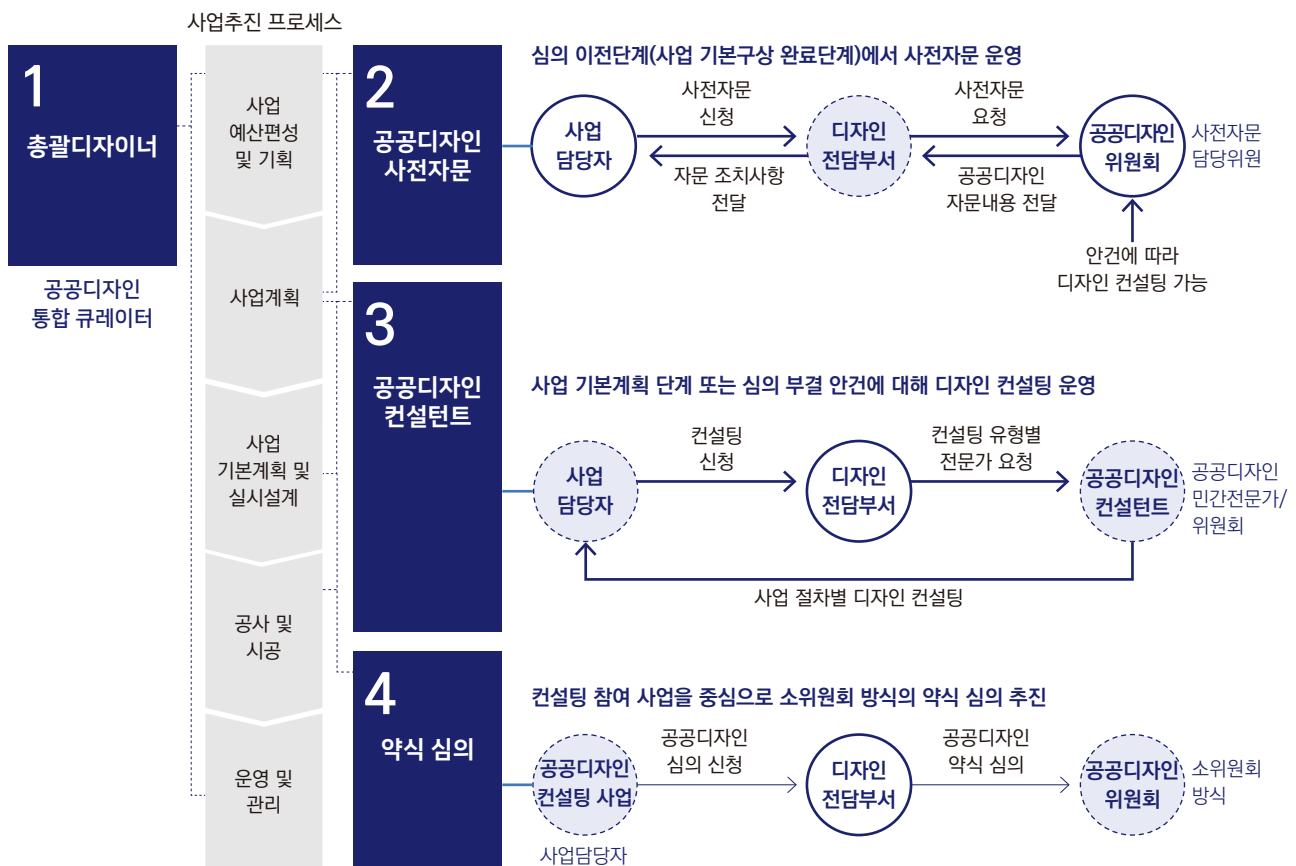 사업추진 프로세스
1
총괄디자이너
공공디자인
통합 큐레이터
사업
예산편성
및 기획
사업계획
사업
기본계획 및
실시설계
공사 및
시공
운영 및
관리
2
공공디자인
사전자문
심의 이전단계(사업 기본구상 완료단계)에서 사전자문 운영
사업
담당자
사전자문
신청
자문 조치사항
전달
디자인
전담부서
사전자문
요청
공공디자인
자문내용 전달
공공디자인
위원회
사전자문
담당위원
안건에 따라
디자인 컨설팅 가능
3
공공디자인
컨설턴트
사업 기본계획 단계 또는 심의 부결 안건에 대해 디자인 컨설팅 운영
사업
담당자
컨설팅
신청
디자인
전담부서
컨설팅 유형별
전문가 요청
공공디자인
컨설턴트
공공디자인
민간전문가/
위원회
사업 절차별 디자인 컨설팅
4
약식 심의
컨설팅 참여 사업을 중심으로 소위원회 방식의 약식 심의 추진
공공디자인
컨설팅 사업
사업담당자
공공디자인
심의 신청
디자인
전담부서
공공디자인
약식 심의
공공디자인
위원회
소위원회
방식